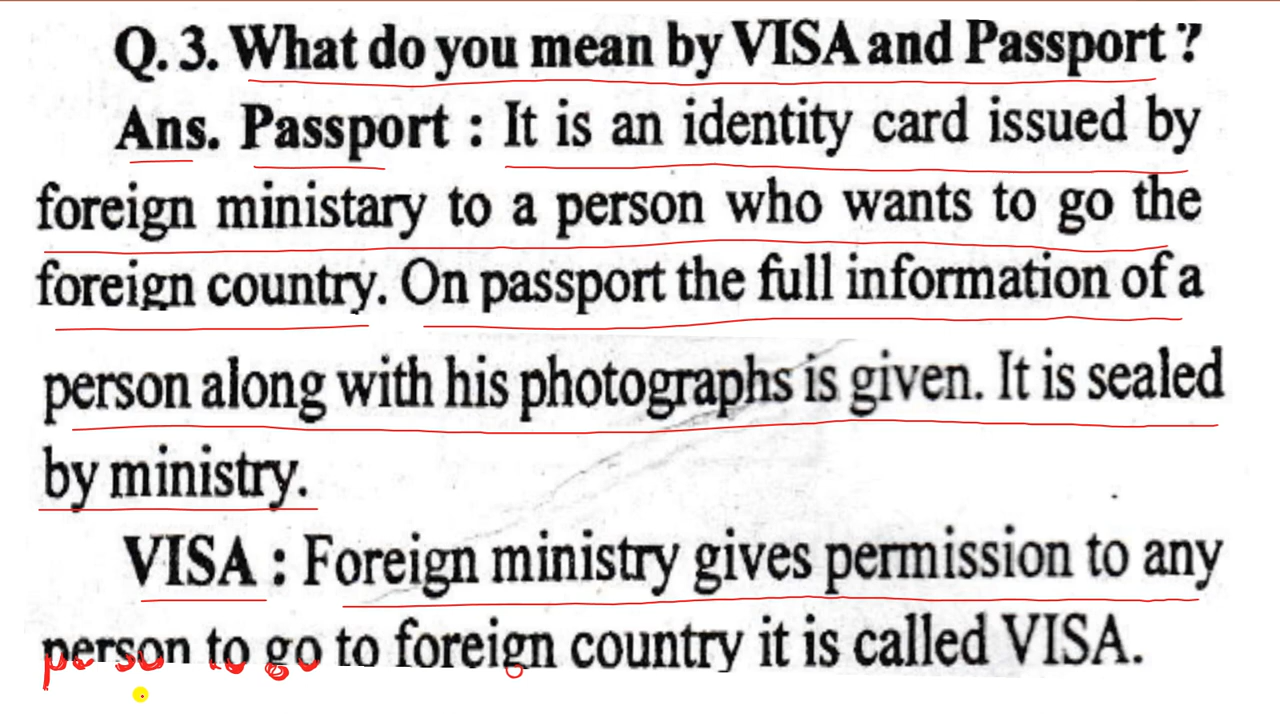 Q. 3. What do you mean by VISA and Passport ?
Ans. Passport : It is an identity card issued by
foreign ministary to a person who wants to go the
foreign country. On passport the full information of a
person along with his photographs is given. It is sealed
by ministry.
VISA : Foreign ministry gives permission to any
person to go to foreign country it is called VISA.